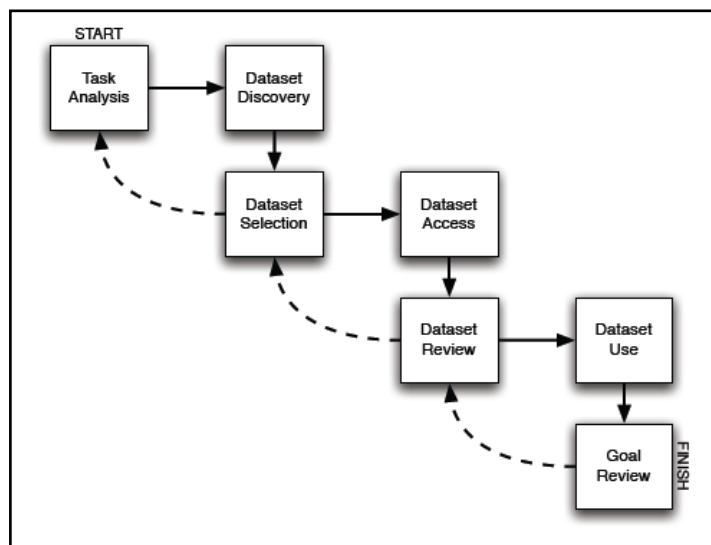 START
Task
Analysis
Dataset
Discovery
Dataset
Selection
Dataset
Access
Dataset
Review
Dataset
Use
Goal
Review
FINISH